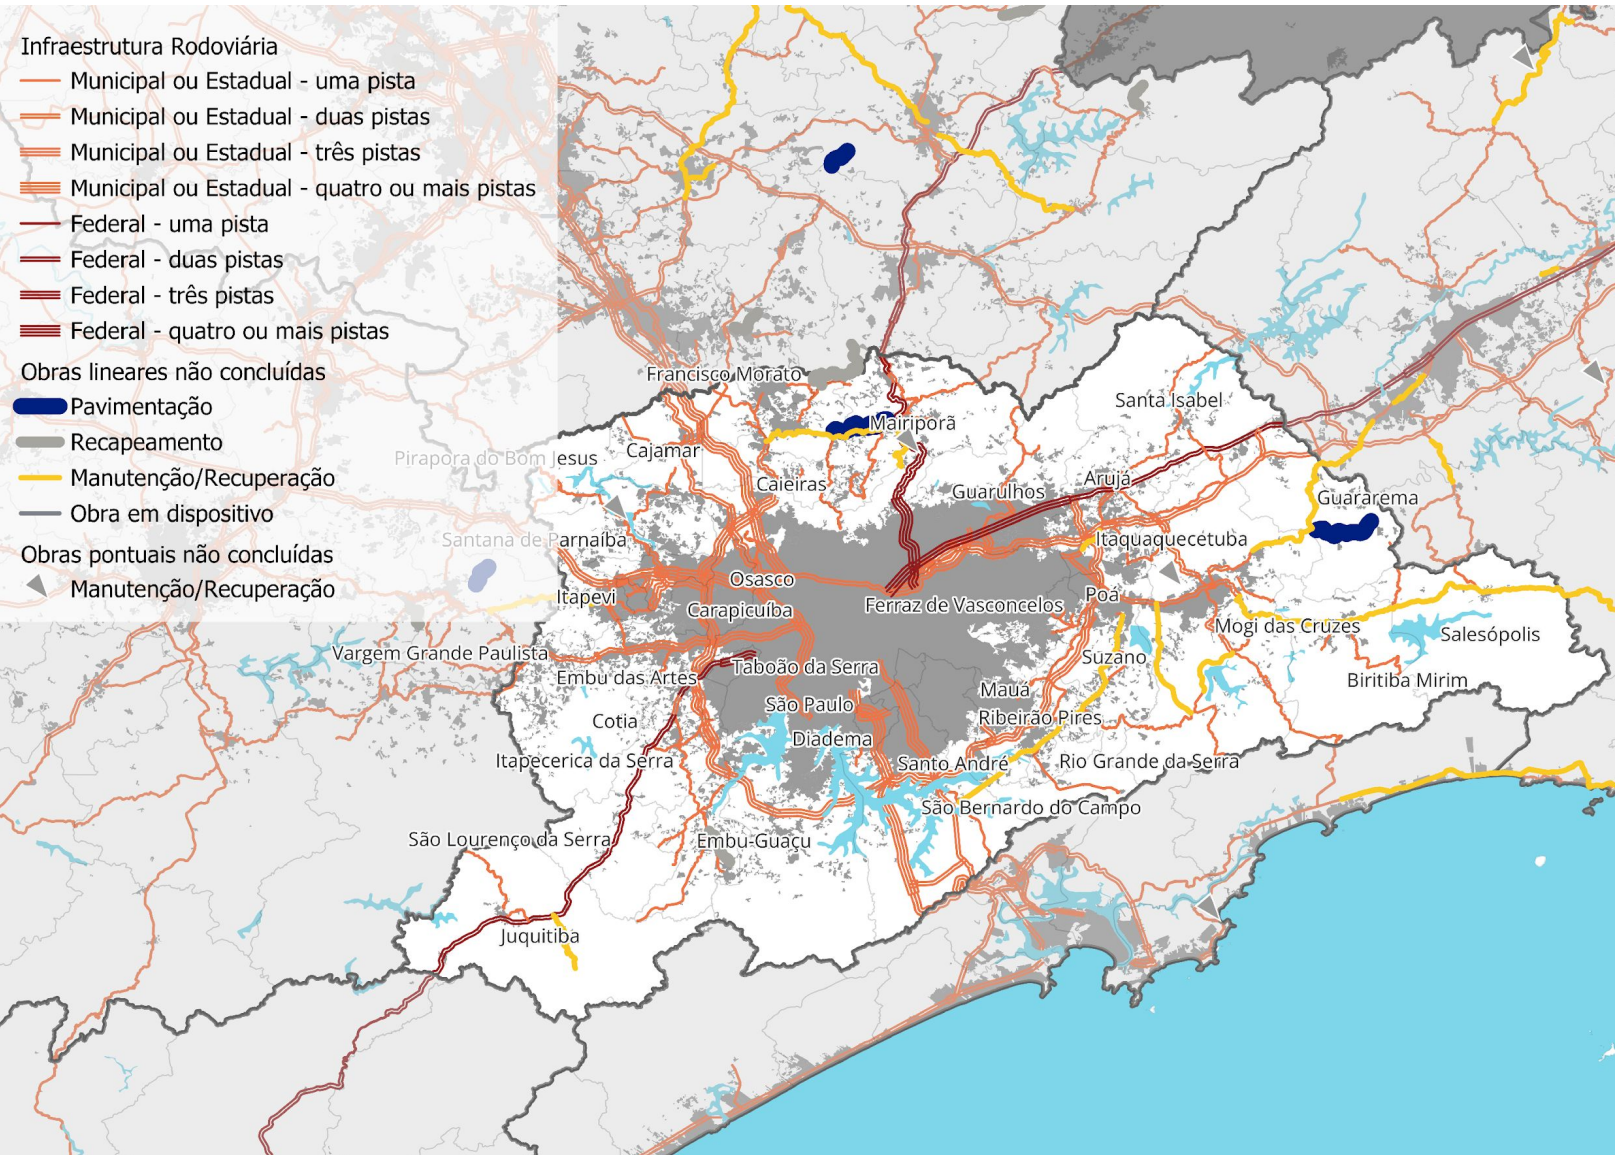 Infraestrutura Rodoviária
Municipal ou Estadual - uma pista
Municipal ou Estadual - duas pistas
Municipal ou Estadual - três pistas
Municipal ou Estadual - quatro ou mais pistas
Federal - uma pista
Federal - duas pistas
Federal - três pistas
Federal - quatro ou mais pistas
Obras lineares não concluídas
Pavimentação
Recapeamento
Manutenção/Recuperação
Obra em dispositivo
Obras pontuais não concluídas
Manutenção/Recuperação
Francisco Morato
Santa Isabel
Mairiporã
Cajamar
Pirapora do Bom Jesus
Caieiras
Guarulhos
Arujá
Guararema
Santana de Parnaíba
Itaquaquecetuba
Osasco
Itapevi
Carapicuíba
Ferraz de Vasconcelos
Poá
Mogi das Cruzes
Salesópolis
Vargem Grande Paulista
Taboão da Serra
Suzano
Embu das Artes
Biritiba Mirim
Mauá
São Paulo
Cotia
Ribeirão Pires
Diadema
Itapecerica da Serra
Santo André
Rio Grande da Serra
São Bernardo do Campo
São Lourenço da Serra
Embu-Guaçu
Juquitiba